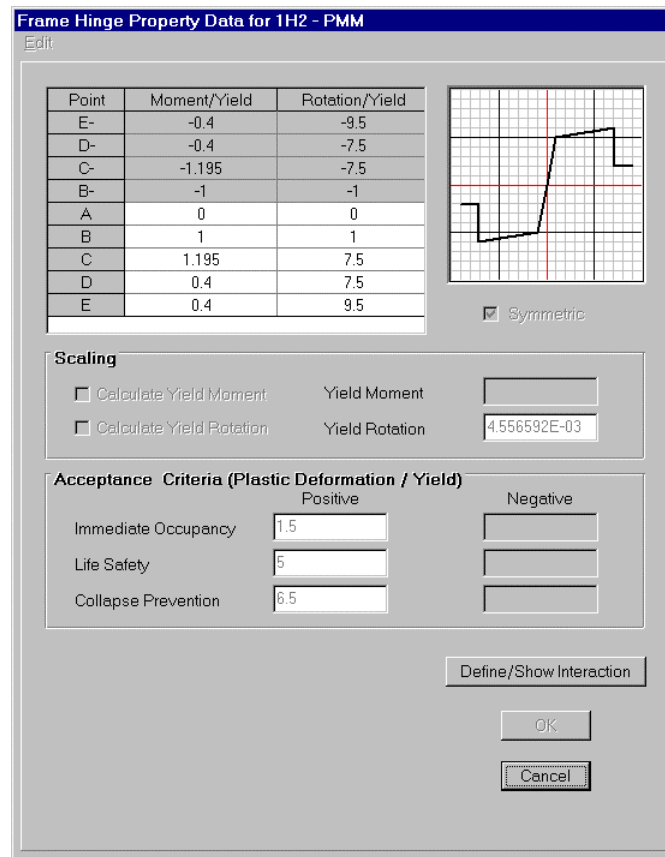 Frame Hinge Property Data for 1H2 - PMM
Edit
Point Moment/Yield Rotation/Yield
E- -0.4 -9.5
D- -0.4 -7.5
C- -1.195 -7.5
B- -1 -1
A 0 0
B 1 1
C 1.195 7.5
D 0.4 7.5
E 0.4 9.5
Symmetric
Scaling
Calculate Yield Moment Yield Moment
Calculate Yield Rotation Yield Rotation 4.556592E-03
Acceptance Criteria (Plastic Deformation / Yield)
Positive Negative
Immediate Occupancy 1.5
Life Safety 5
Collapse Prevention 6.5
Define/Show Interaction
OK
Cancel